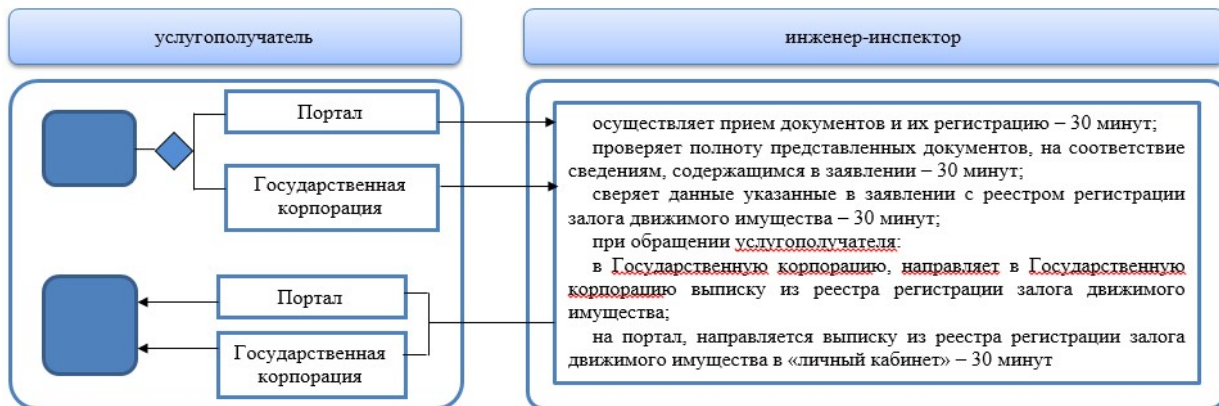 услугополучатель
инженер-инспектор
Портал
Государственная
корпорация
осуществляет прием документов и их регистрацию – 30 минут;
проверяет полноту представленных документов, на соответствие
сведениям, содержащимся в заявлении – 30 минут;
сверяет данные указанные в заявлении с реестром регистрации
залога движимого имущества – 30 минут;
при обращении услугополучателя:
в Государственную корпорацию, направляет в Государственную
корпорацию выписку из реестра регистрации залога движимого
имущества;
на портал, направляется выписку из реестра регистрации залога
движимого имущества в «личный кабинет» – 30 минут
Портал
Государственная
корпорация